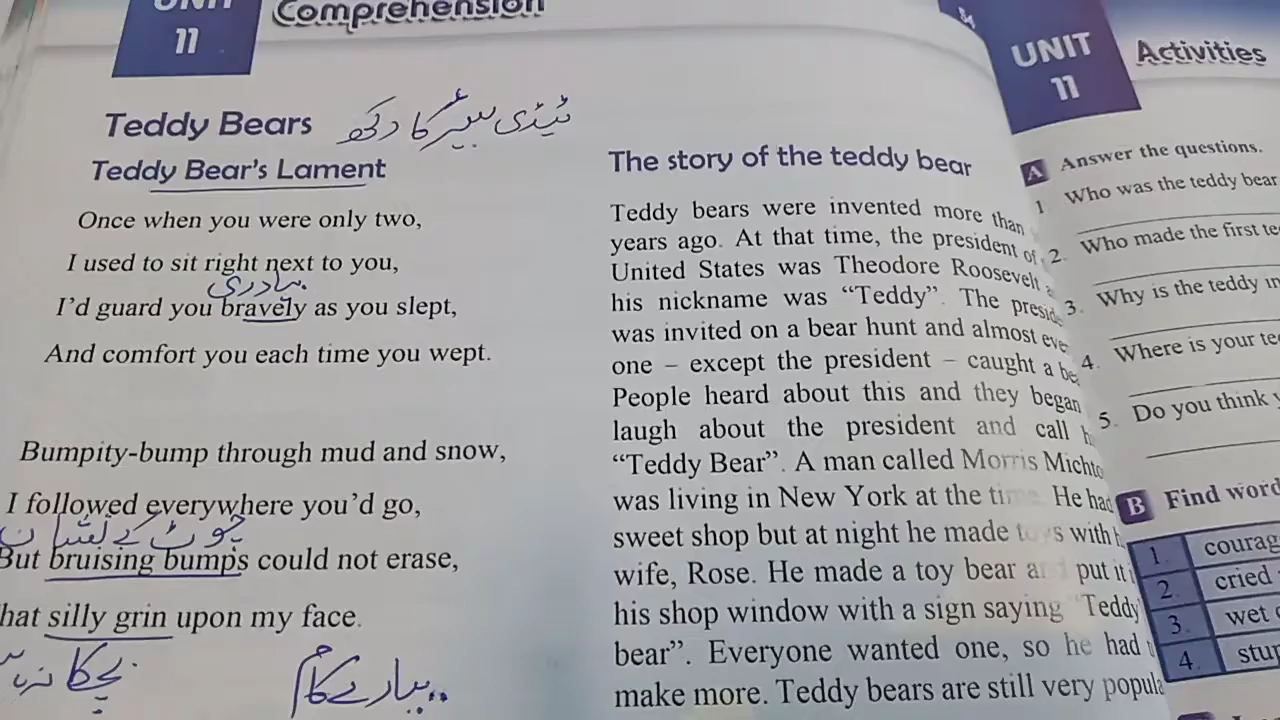 UNIT
11
Comprehension
Teddy Bears ٹیڈی بیئر کا دکھ
Teddy Bear's Lament
Once when you were only two,
I used to sit right next to you,
بہادری
I'd guard you bravely as you slept,
And comfort you each time you wept.
Bumpity-bump through mud and snow,
I followed everywhere you'd go,
چوٹ کے نشان
But bruising bumps could not erase,
hat silly grin upon my face.
The story of the teddy bear
Teddy bears were invented more than
years ago. At that time, the president of
United States was Theodore Roosevelt
his nickname was “Teddy”. The presid
was invited on a bear hunt and almost eve
one – except the president – caught a be
People heard about this and they began
laugh about the president and call h
“Teddy Bear”. A man called Morris Michto
was living in New York at the time. He had
sweet shop but at night he made toys with h
wife, Rose. He made a toy bear and put it i
his shop window with a sign saying “Teddy
bear”. Everyone wanted one, so he had t
make more. Teddy bears are still very popula
54
UNIT
11
Activities
A Answer the questions.
1. Who was the teddy bear
2. Who made the first te
3. Why is the teddy in
4. Where is your te
5. Do you think y
B Find word
1. courag
2. cried
3. wet
4. stup